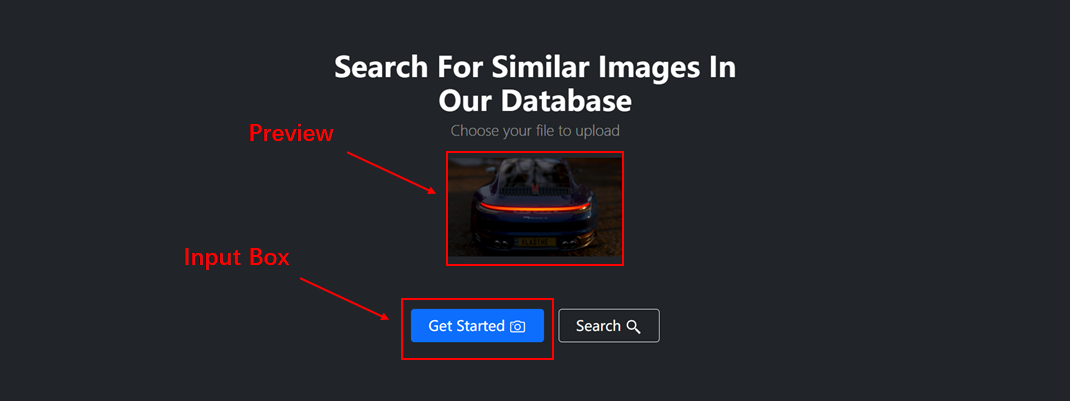 Search For Similar Images In
Our Database
Choose your file to upload
Preview
Input Box
Get Started
Search